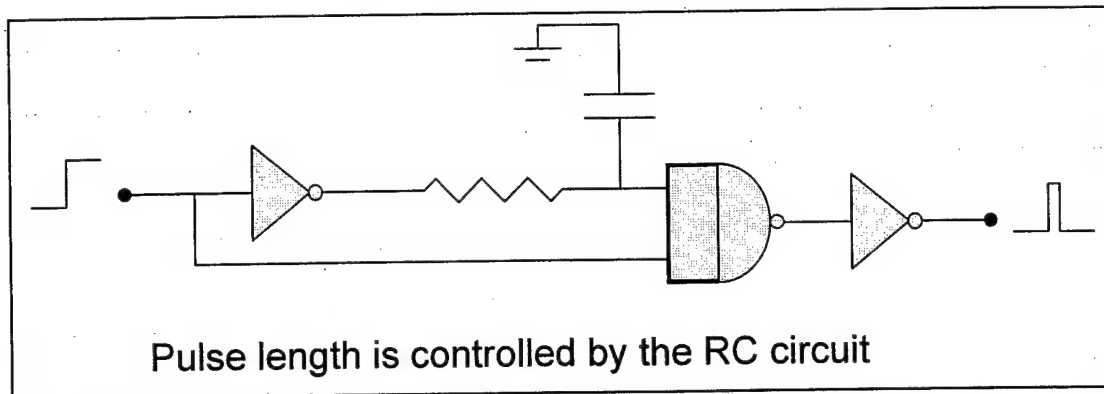 Pulse length is controlled by the RC circuit